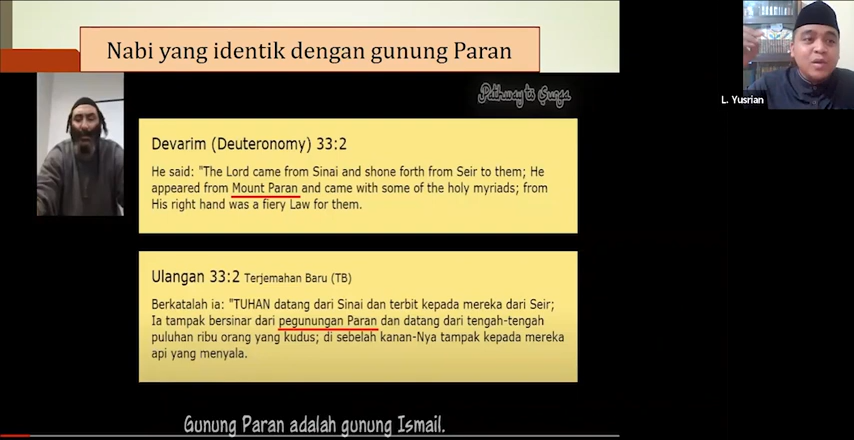 Nabi yang identik dengan gunung Paran
Pathway to Surga
L. Yusrian
Devarim (Deuteronomy) 33:2
He said: "The Lord came from Sinai and shone forth from Seir to them; He
appeared from Mount Paran and came with some of the holy myriads; from
His right hand was a fiery Law for them.
Ulangan 33:2 Terjemahan Baru (TB)
Berkatalah ia: "TUHAN datang dari Sinai dan terbit kepada mereka dari Seir;
Ia tampak bersinar dari pegunungan Paran dan datang dari tengah-tengah
puluhan ribu orang yang kudus; di sebelah kanan-Nya tampak kepada mereka
api yang menyala.
Gunung Paran adalah gunung Ismail.